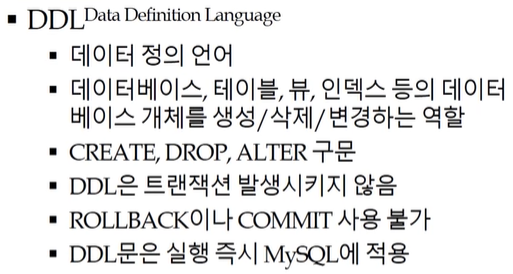 ▪ DDL Data Definition Language
▪ 데이터 정의 언어
▪ 데이터베이스, 테이블, 뷰, 인덱스 등의 데이터
베이스 개체를 생성/삭제/변경하는 역할
▪ CREATE, DROP, ALTER 구문
▪ DDL은 트랜잭션 발생시키지 않음
▪ ROLLBACK이나 COMMIT 사용 불가
▪ DDL문은 실행 즉시 MySQL에 적용